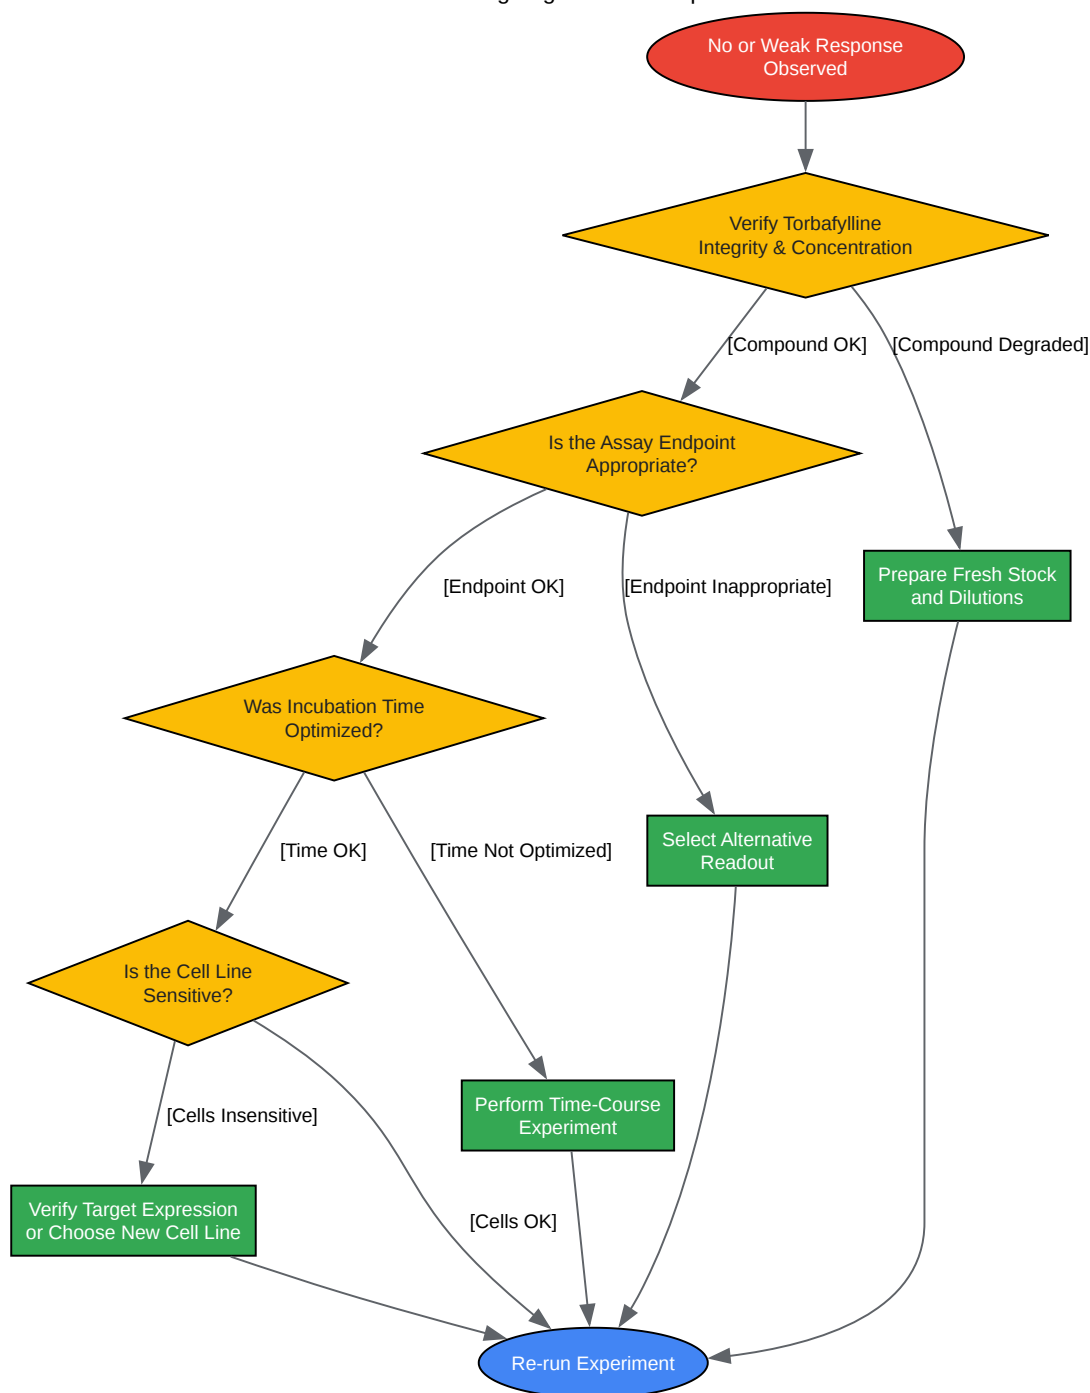 No or Weak Response
Observed
Verify Torbafylline
Integrity & Concentration
[Compound OK]
[Compound Degraded]
Is the Assay Endpoint
Appropriate?
[Endpoint OK]
[Endpoint Inappropriate]
Prepare Fresh Stock
and Dilutions
Was Incubation Time
Optimized?
[Time OK]
[Time Not Optimized]
Select Alternative
Readout
Is the Cell Line
Sensitive?
[Cells Insensitive]
Perform Time-Course
Experiment
Verify Target Expression
or Choose New Cell Line
[Cells OK]
Re-run Experiment